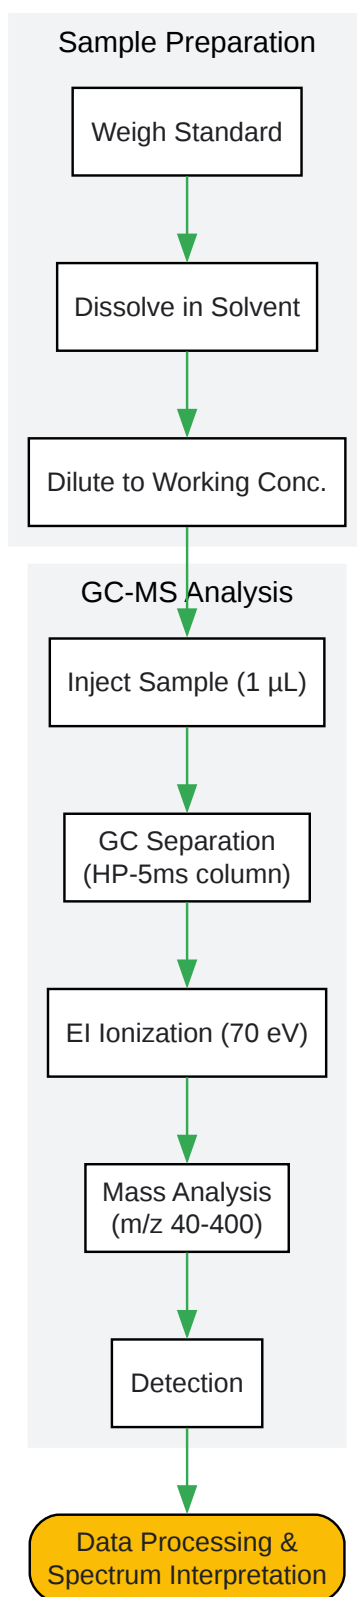 Sample Preparation
Weigh Standard
Dissolve in Solvent
Dilute to Working Conc.
GC-MS Analysis
Inject Sample (1 µL)
GC Separation
(HP-5ms column)
EI Ionization (70 eV)
Mass Analysis
(m/z 40-400)
Detection
Data Processing &
Spectrum Interpretation